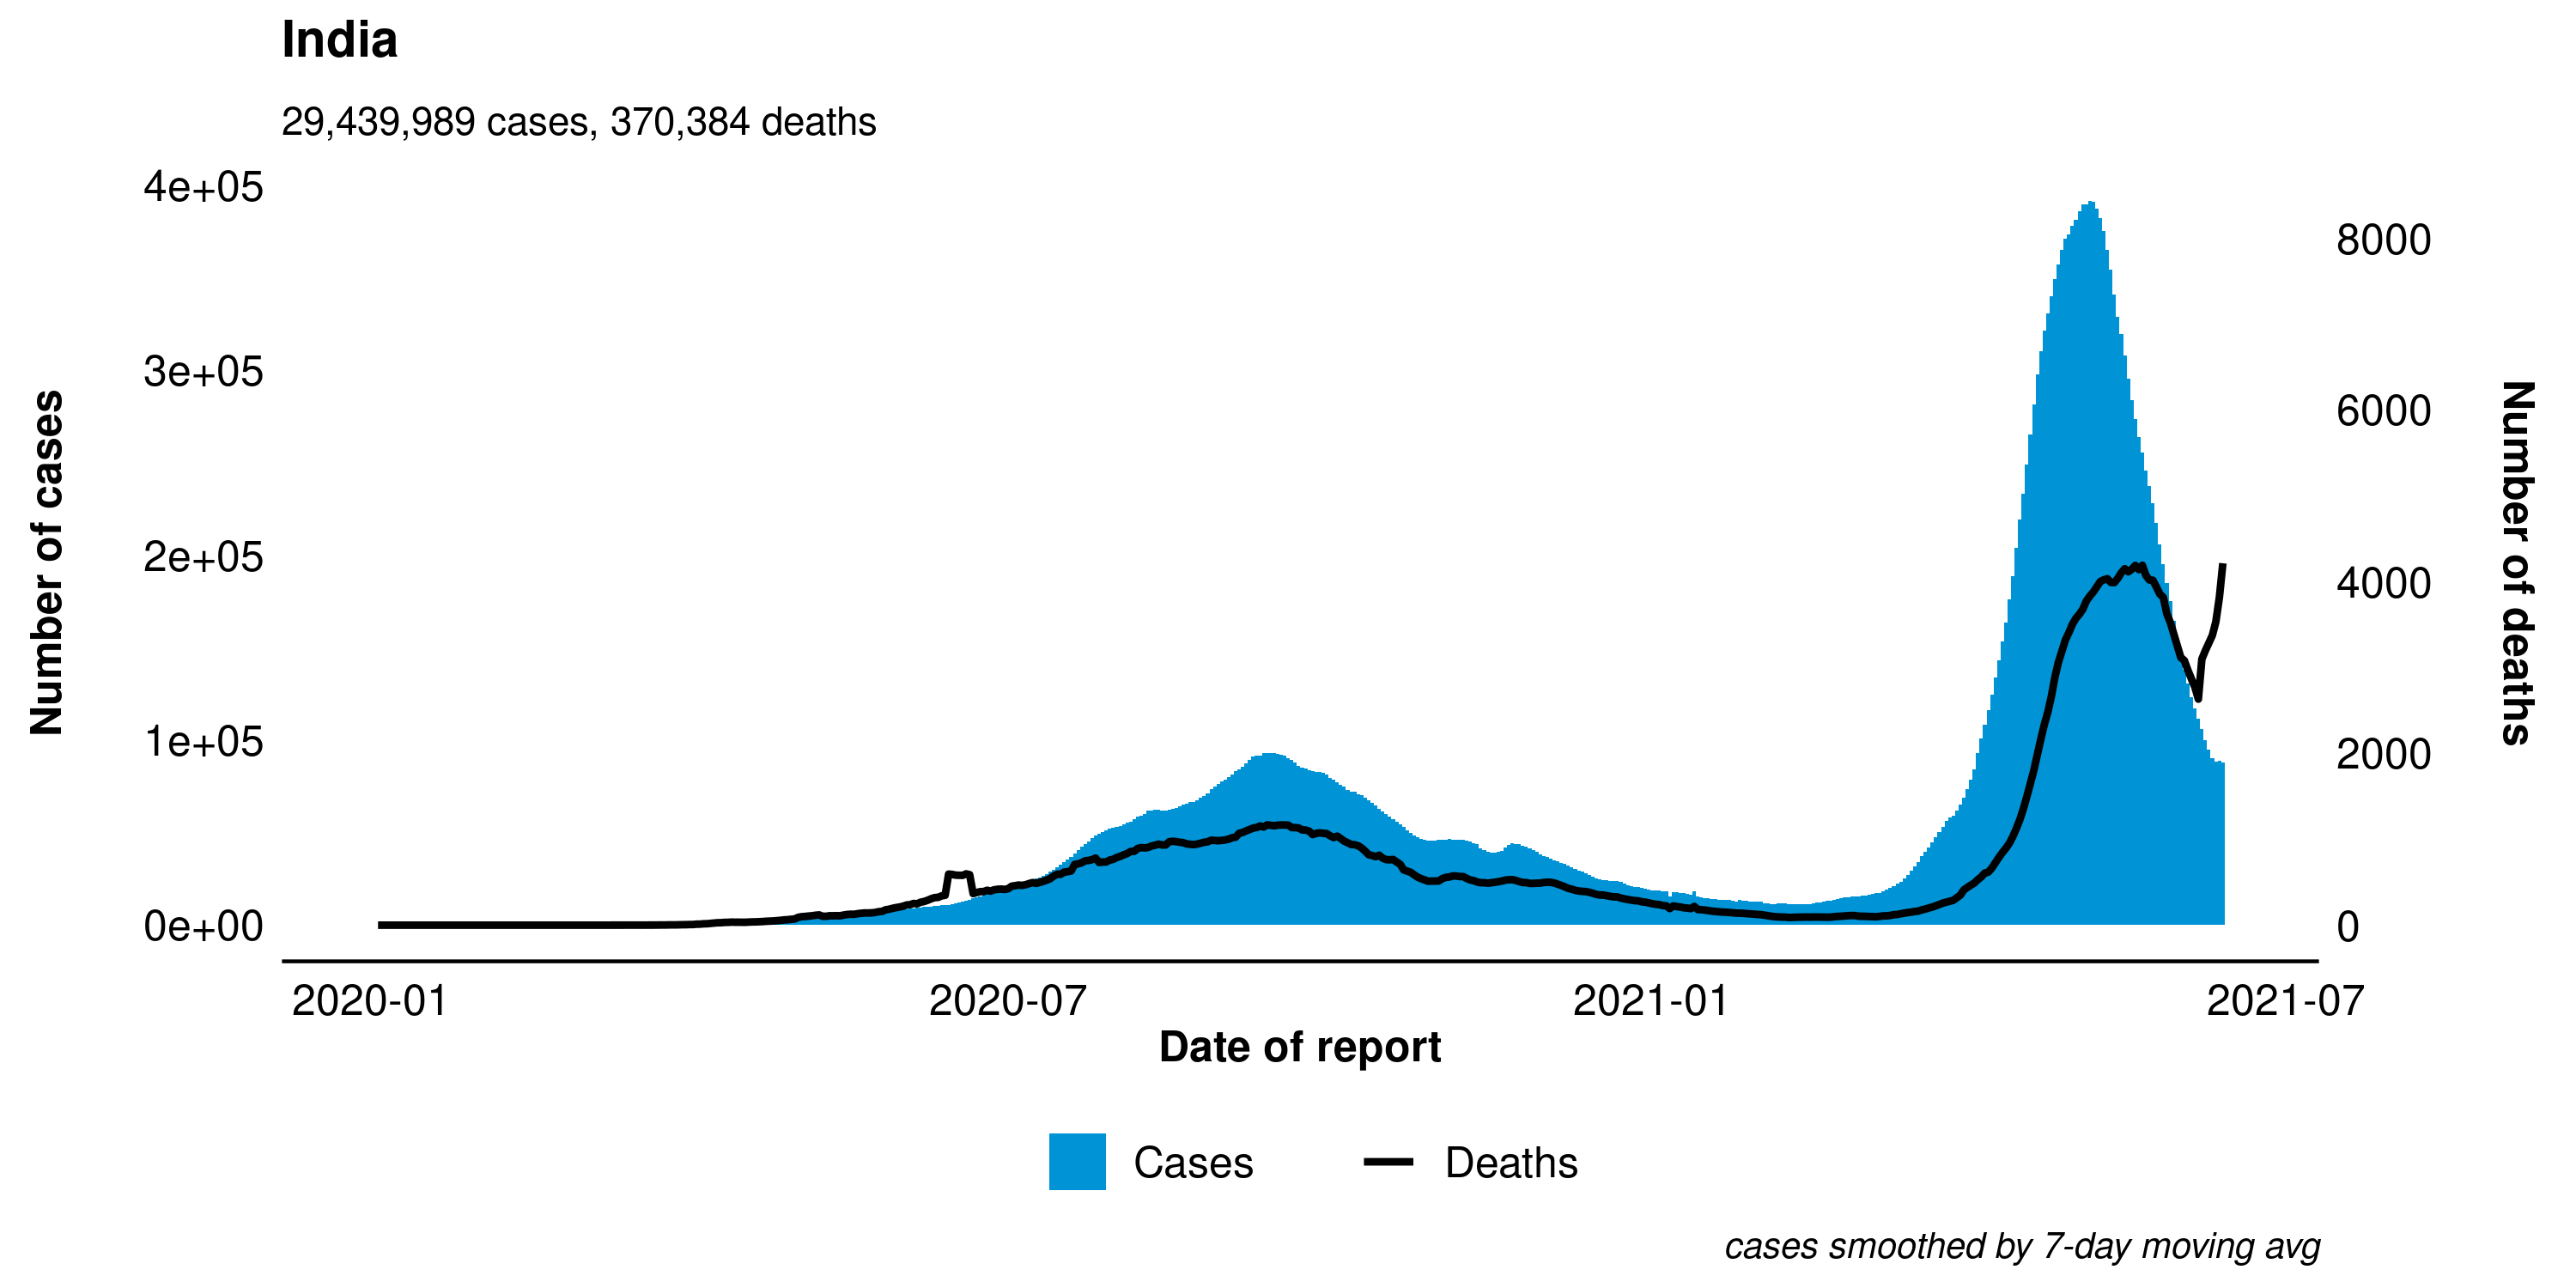 India
29,439,989 cases, 370,384 deaths
Number of cases
4e+05
3e+05
2e+05
1e+05
0e+00
8000
6000
4000
2000
0
Number of deaths
2020-01 2020-07 2021-01 2021-07
Date of report
Cases Deaths
cases smoothed by 7-day moving avg